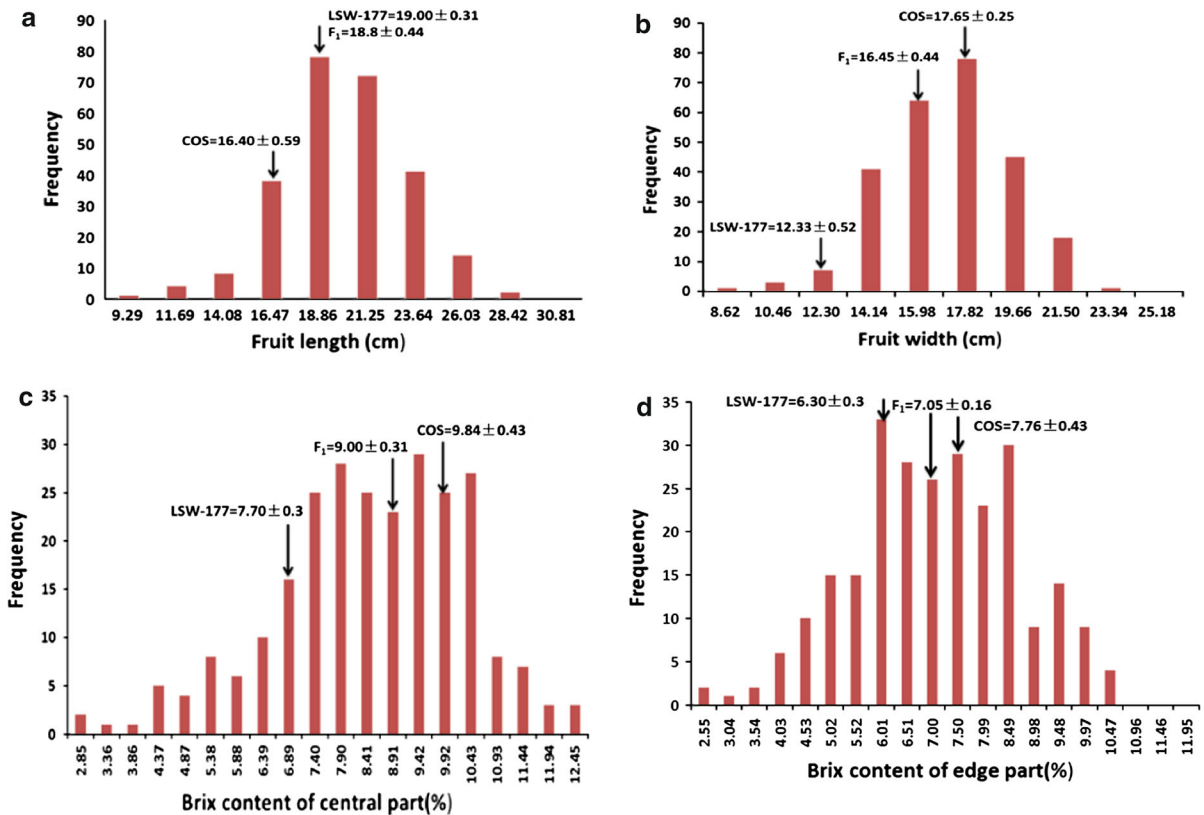 a
LSW-177=19.00±0.31
F₁=18.8±0.44
COS=16.40±0.59
90
80
70
60
50
40
30
20
10
0
Frequency
9.29 11.69 14.08 16.47 18.86 21.25 23.64 26.03 28.42 30.81
Fruit length (cm)
b
COS=17.65±0.25
F₁=16.45±0.44
LSW-177=12.33±0.52
90
80
70
60
50
40
30
20
10
0
Frequency
8.62 10.46 12.30 14.14 15.98 17.82 19.66 21.50 23.34 25.18
Fruit width (cm)
c
COS=9.84±0.43
F₁=9.00±0.31
LSW-177=7.70±0.3
35
30
25
20
15
10
5
0
Frequency
2.85 3.36 3.86 4.37 4.87 5.38 5.88 6.39 6.89 7.40 7.90 8.41 8.91 9.42 9.92 10.43 10.93 11.44 11.94 12.45
Brix content of central part(%)
d
LSW-177=6.30±0.3
F₁=7.05±0.16
COS=7.76±0.43
35
30
25
20
15
10
5
0
Frequency
2.55 3.04 3.54 4.03 4.53 5.02 5.52 6.01 6.51 7.00 7.50 7.99 8.49 8.98 9.48 9.97 10.47 10.96 11.46 11.95
Brix content of edge part(%)